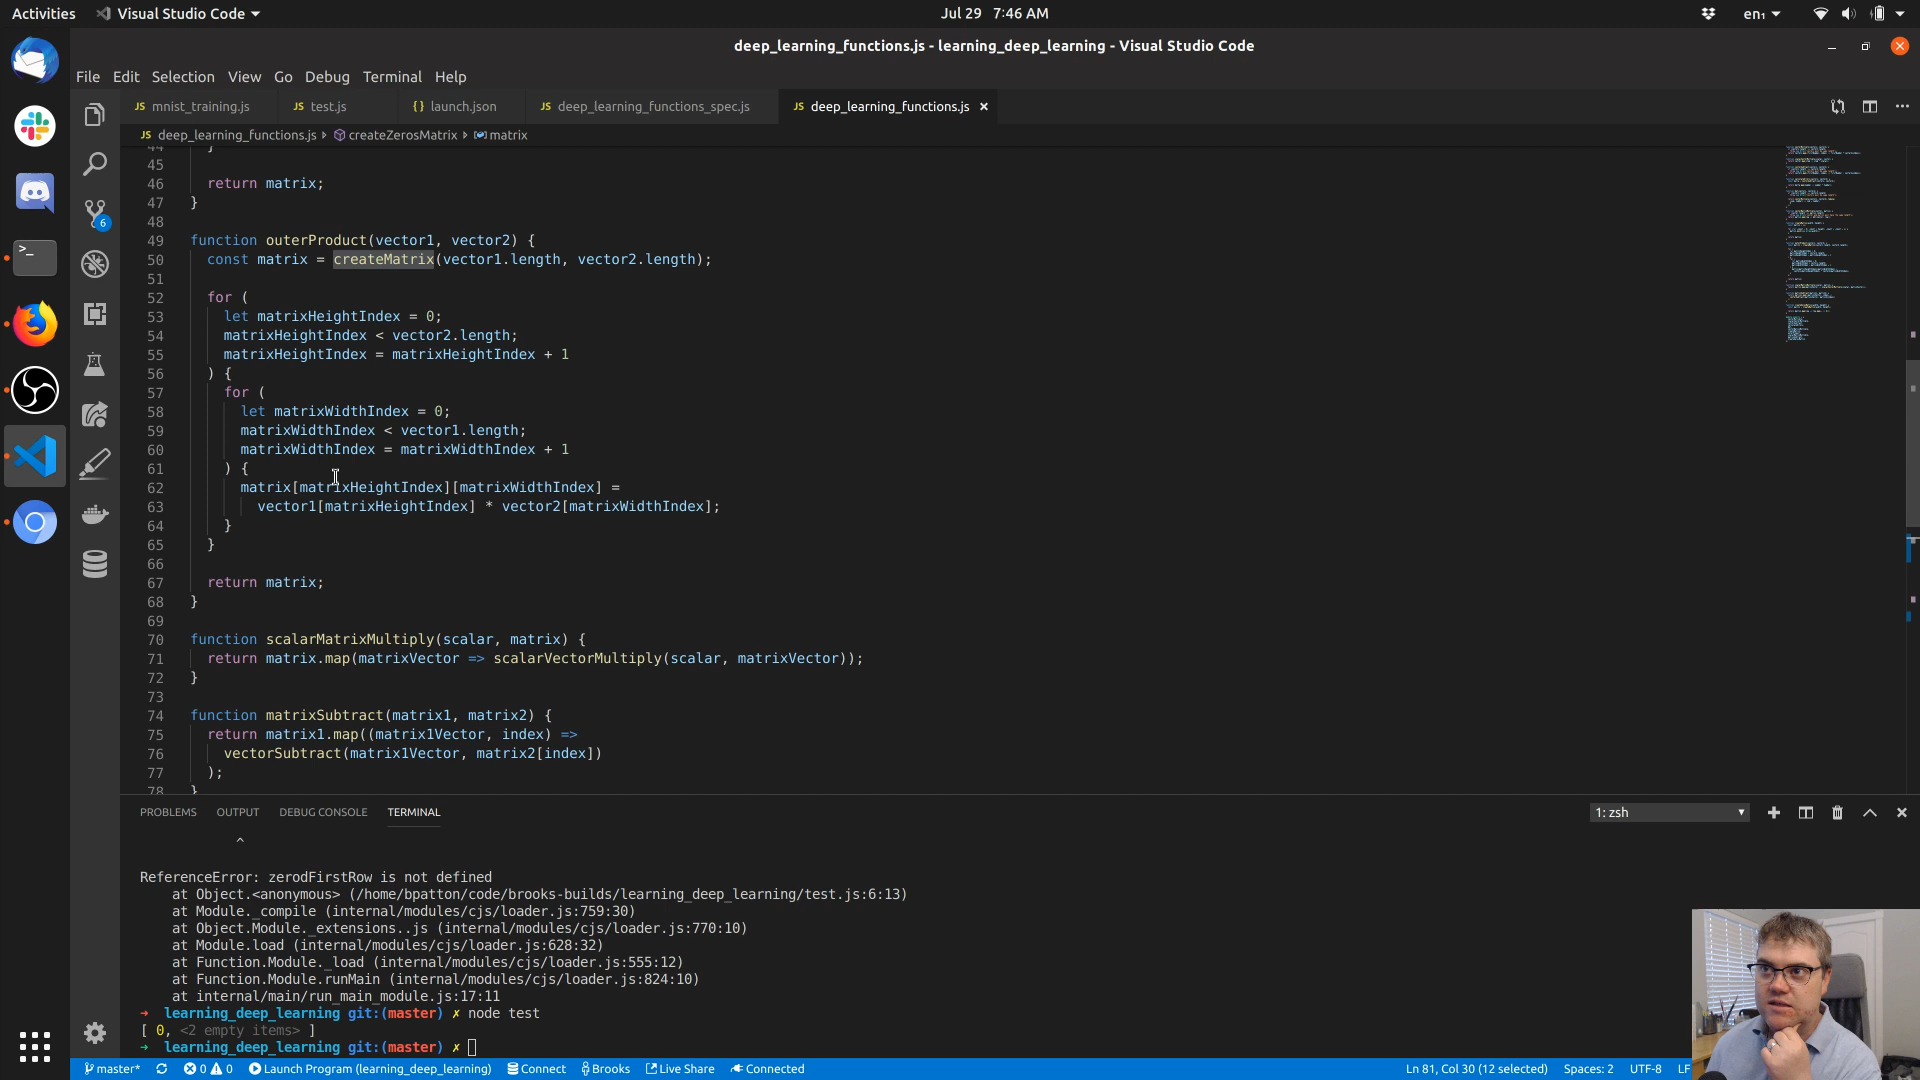 Activities Visual Studio Code Jul 29 7:46 AM en₁
deep_learning_functions.js - learning_deep_learning - Visual Studio Code
File Edit Selection View Go Debug Terminal Help
JS mnist_training.js JS test.js {} launch.json JS deep_learning_functions_spec.js JS deep_learning_functions.js ×
JS deep_learning_functions.js createZerosMatrix matrix
44 }
45
46 return matrix;
47 }
48
49 function outerProduct(vector1, vector2) {
50 const matrix = createMatrix(vector1.length, vector2.length);
51
52 for (
53 let matrixHeightIndex = 0;
54 matrixHeightIndex < vector2.length;
55 matrixHeightIndex = matrixHeightIndex + 1
56 ) {
57 for (
58 let matrixWidthIndex = 0;
59 matrixWidthIndex < vector1.length;
60 matrixWidthIndex = matrixWidthIndex + 1
61 ) {
62 matrix[matrixHeightIndex][matrixWidthIndex] =
63 vector1[matrixHeightIndex] * vector2[matrixWidthIndex];
64 }
65 }
66
67 return matrix;
68 }
69
70 function scalarMatrixMultiply(scalar, matrix) {
71 return matrix.map(matrixVector => scalarVectorMultiply(scalar, matrixVector));
72 }
73
74 function matrixSubtract(matrix1, matrix2) {
75 return matrix1.map((matrix1Vector, index) =>
76 vectorSubtract(matrix1Vector, matrix2[index])
77 );
78 }
6
PROBLEMS OUTPUT DEBUG CONSOLE TERMINAL 1: zsh
^
ReferenceError: zerodFirstRow is not defined
at Object.<anonymous> (/home/bpatton/code/brooks-builds/learning_deep_learning/test.js:6:13)
at Module._compile (internal/modules/cjs/loader.js:759:30)
at Object.Module._extensions..js (internal/modules/cjs/loader.js:770:10)
at Module.load (internal/modules/cjs/loader.js:628:32)
at Function.Module._load (internal/modules/cjs/loader.js:555:12)
at Function.Module.runMain (internal/modules/cjs/loader.js:824:10)
at internal/main/run_main_module.js:17:11
➜ learning_deep_learning git:(master) ✗ node test
[ 0, <2 empty items> ]
➜ learning_deep_learning git:(master) ✗
master* 0 0 Launch Program (learning_deep_learning) Connect Brooks Live Share Connected Ln 81, Col 30 (12 selected) Spaces: 2 UTF-8 LF